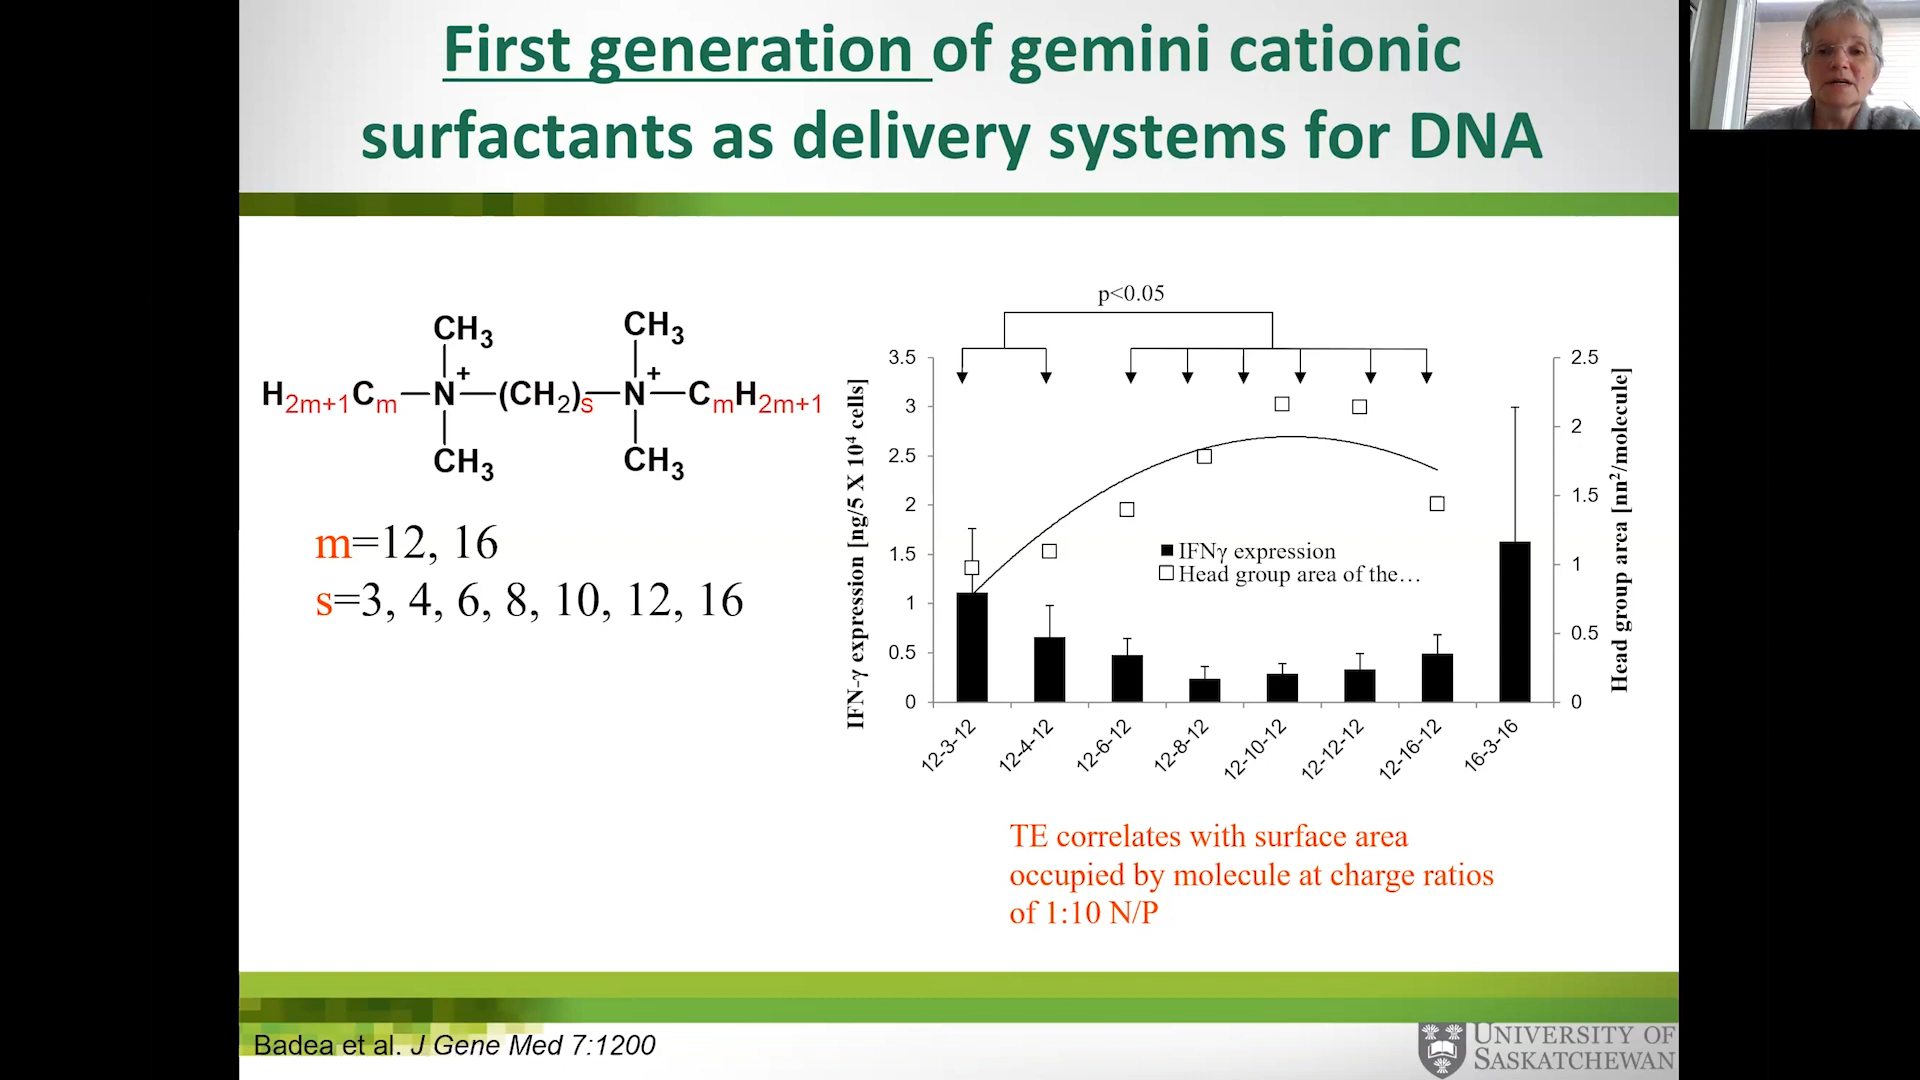 First generation of gemini cationic
surfactants as delivery systems for DNA
CH3 CH3
H2m+1Cm—N+—(CH2)s—N+—CmH2m+1
CH3 CH3
m=12, 16
s=3, 4, 6, 8, 10, 12, 16
p<0.05
IFN-γ expression [ng/5 X 10⁴ cells]
3.5
3
2.5
2
1.5
1
0.5
0
2.5
2
1.5
1
0.5
0
Head group area [nn²/molecule]
IFNγ expression
Head group area of the…
12-3-12
12-4-12
12-6-12
12-8-12
12-10-12
12-12-12
12-16-12
16-3-16
TE correlates with surface area
occupied by molecule at charge ratios
of 1:10 N/P
Badea et al. J Gene Med 7:1200
UNIVERSITY OF
SASKATCHEWAN